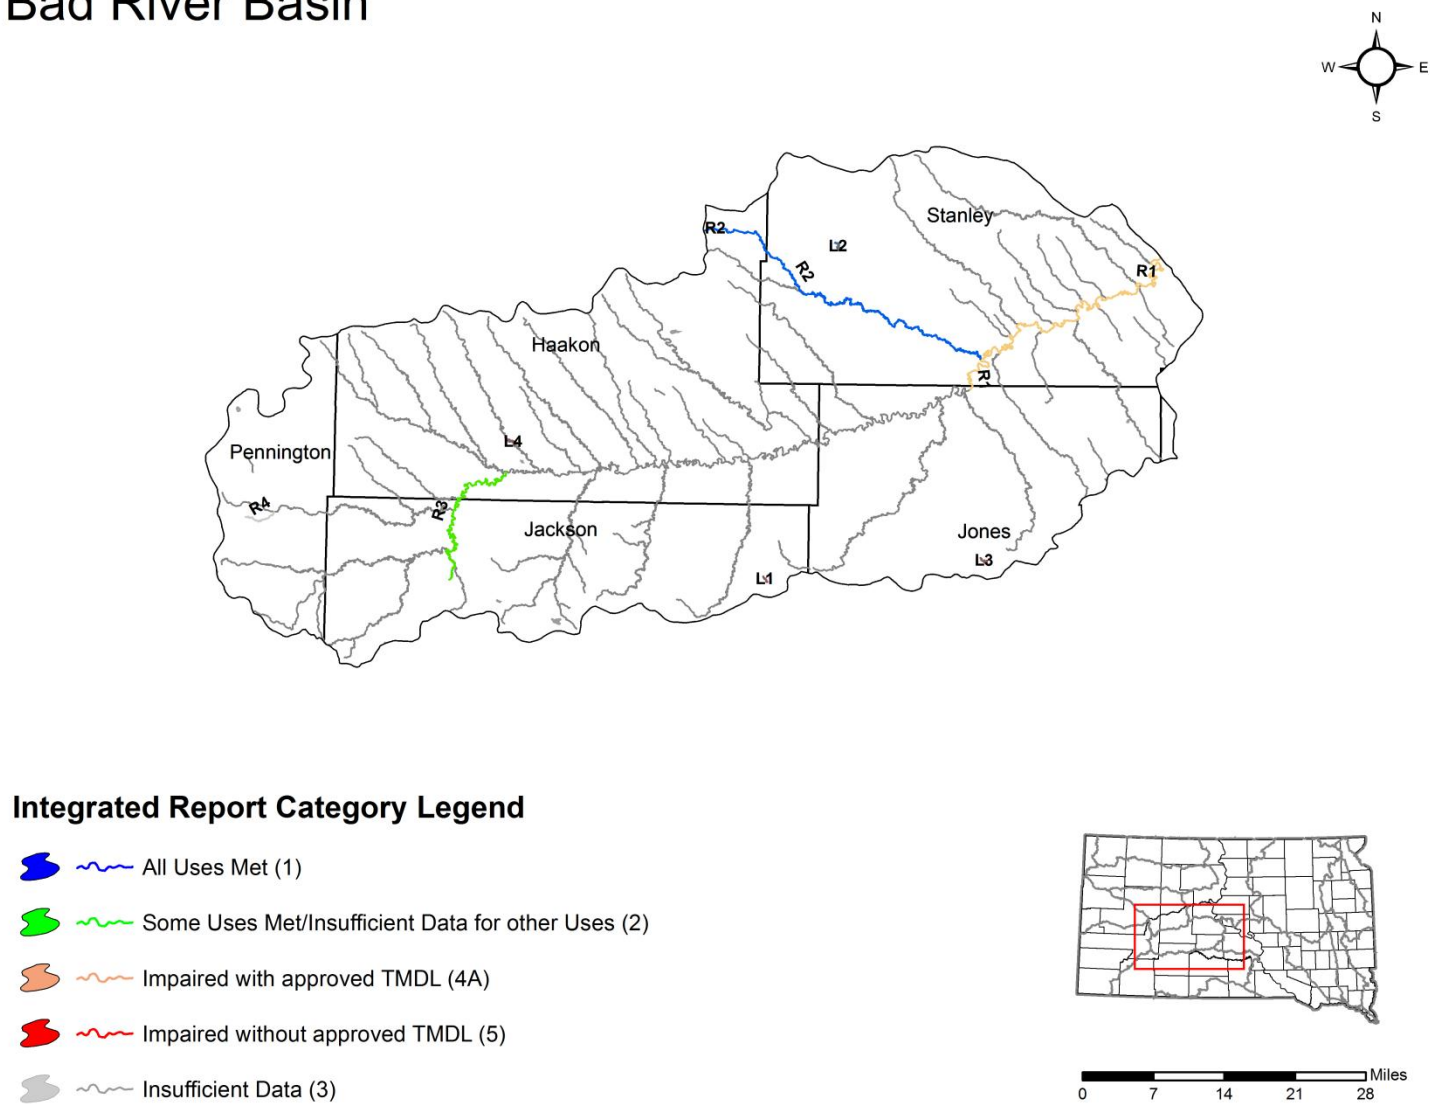 Bad River Basin
N
W E
S
Stanley
R2
L2
R2
R1
Haakon
R1
L4
Pennington
R4
R3
Jackson
Jones
L3
L1
Integrated Report Category Legend
All Uses Met (1)
Some Uses Met/Insufficient Data for other Uses (2)
Impaired with approved TMDL (4A)
Impaired without approved TMDL (5)
Insufficient Data (3)
Miles
0 7 14 21 28